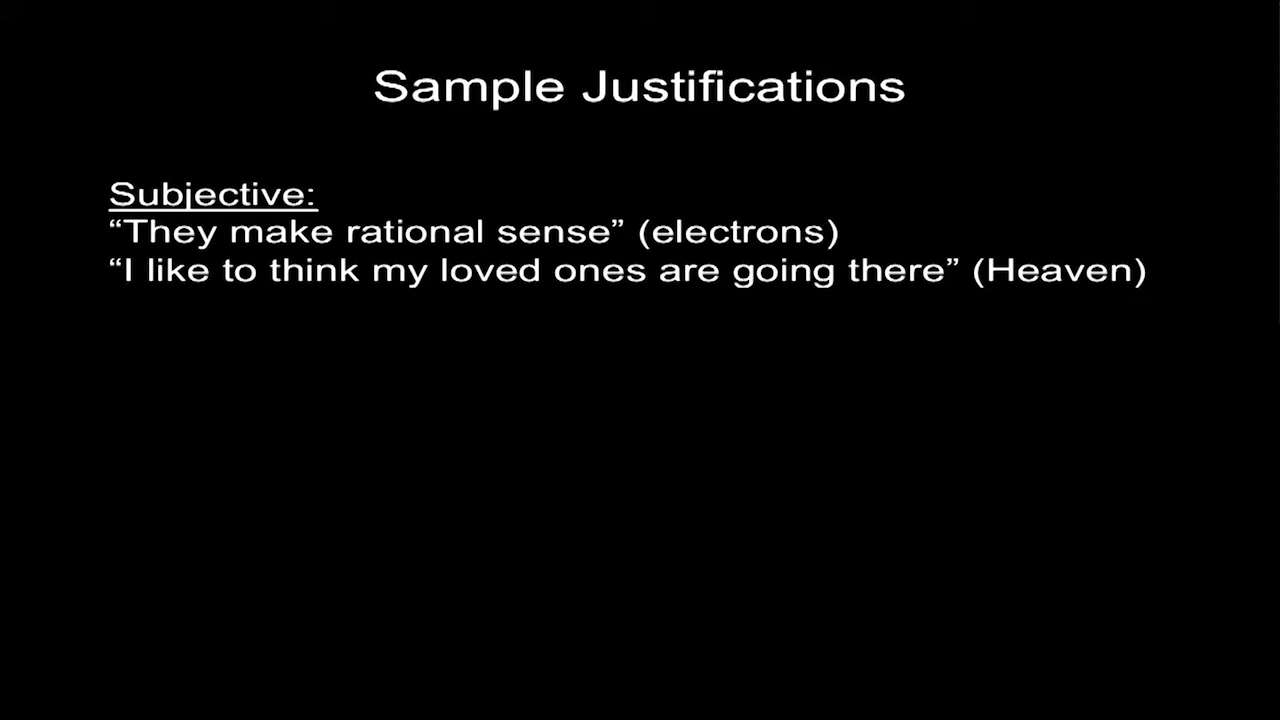 Sample Justifications
Subjective:
“They make rational sense” (electrons)
“I like to think my loved ones are going there” (Heaven)